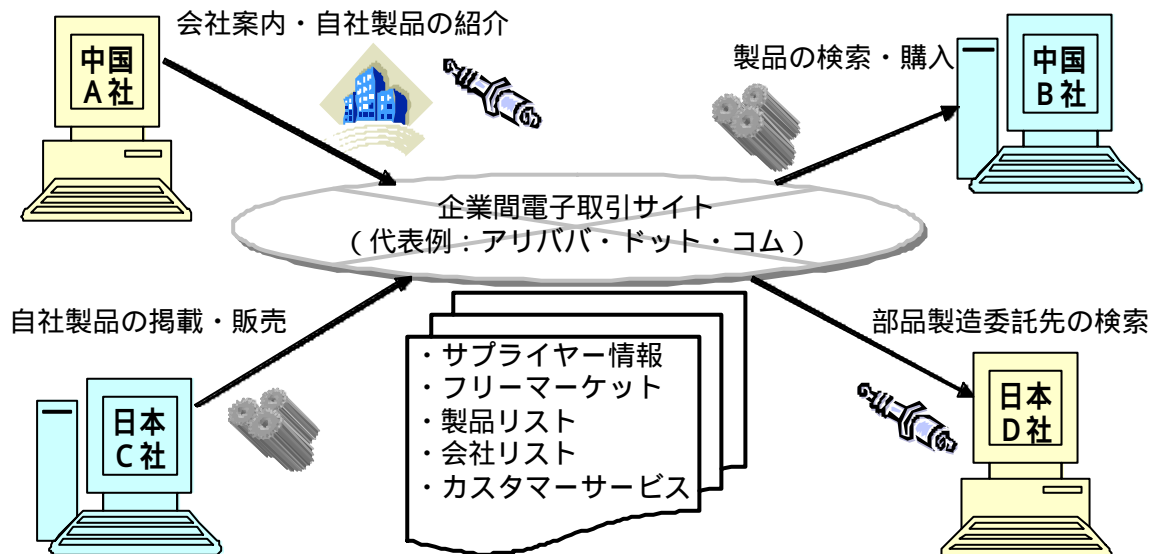 会社案内・自社製品の紹介
中国
A社
製品の検索・購入
中国
B社
企業間電子取引サイト
(代表例:アリババ・ドット・コム)
自社製品の掲載・販売
日本
C社
・サプライヤー情報
・フリーマーケット
・製品リスト
・会社リスト
・カスタマーサービス
部品製造委託先の検索
日本
D社